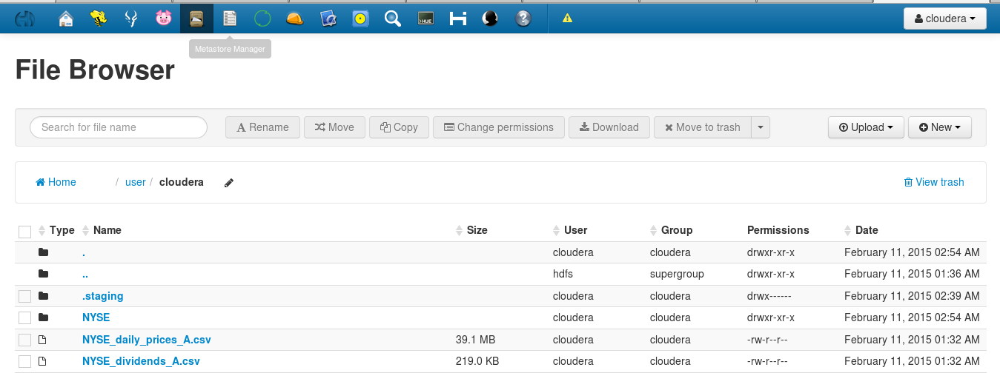 cloudera
Metastore Manager
File Browser
Search for file name Rename Move Copy Change permissions Download Move to trash Upload New
Home / user / cloudera View trash
Type Name Size User Group Permissions Date
. cloudera cloudera drwxr-xr-x February 11, 2015 02:54 AM
.. hdfs supergroup drwxr-xr-x February 11, 2015 01:36 AM
.staging cloudera cloudera drwx------ February 11, 2015 02:39 AM
NYSE cloudera cloudera drwxr-xr-x February 11, 2015 02:54 AM
NYSE_daily_prices_A.csv 39.1 MB cloudera cloudera -rw-r--r-- February 11, 2015 01:32 AM
NYSE_dividends_A.csv 219.0 KB cloudera cloudera -rw-r--r-- February 11, 2015 01:32 AM